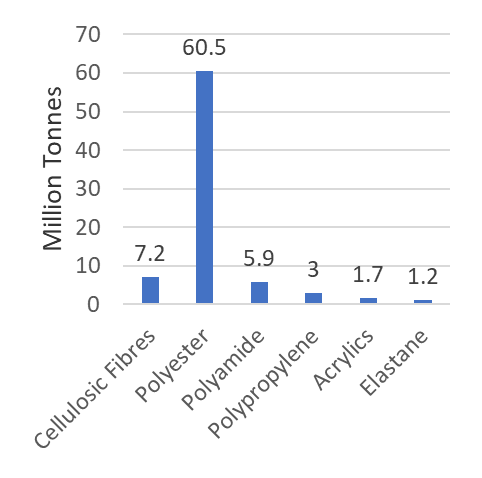 Million Tonnes
70
60
50
40
30
20
10
0
7.2
60.5
5.9
3
1.7
1.2
Cellulosic Fibres
Polyester
Polyamide
Polypropylene
Acrylics
Elastane